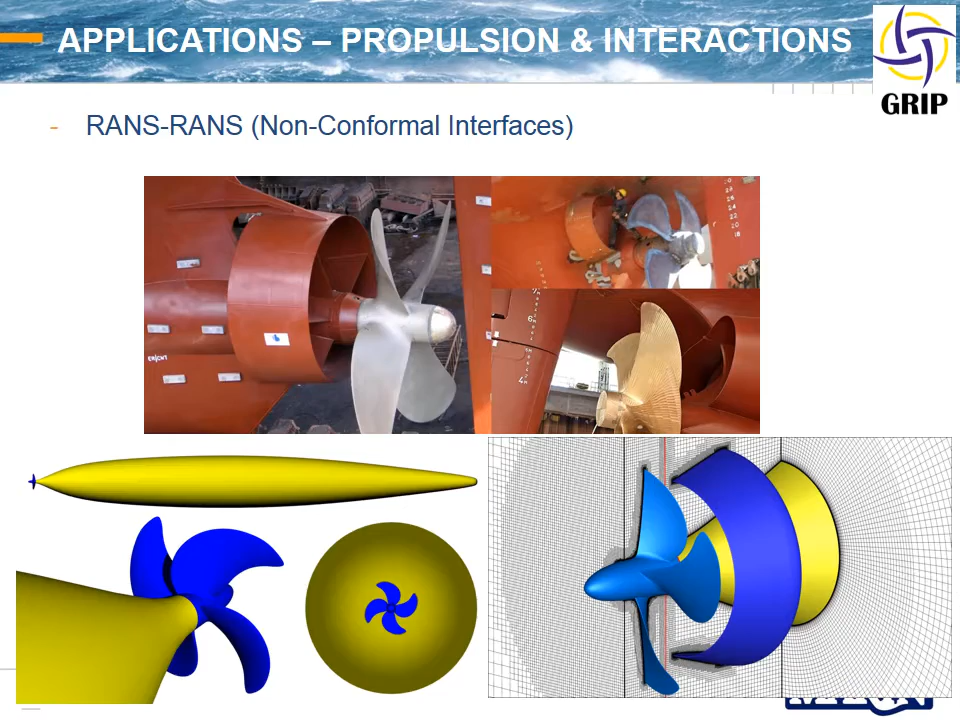 APPLICATIONS – PROPULSION & INTERACTIONS
GRIP
- RANS-RANS (Non-Conformal Interfaces)